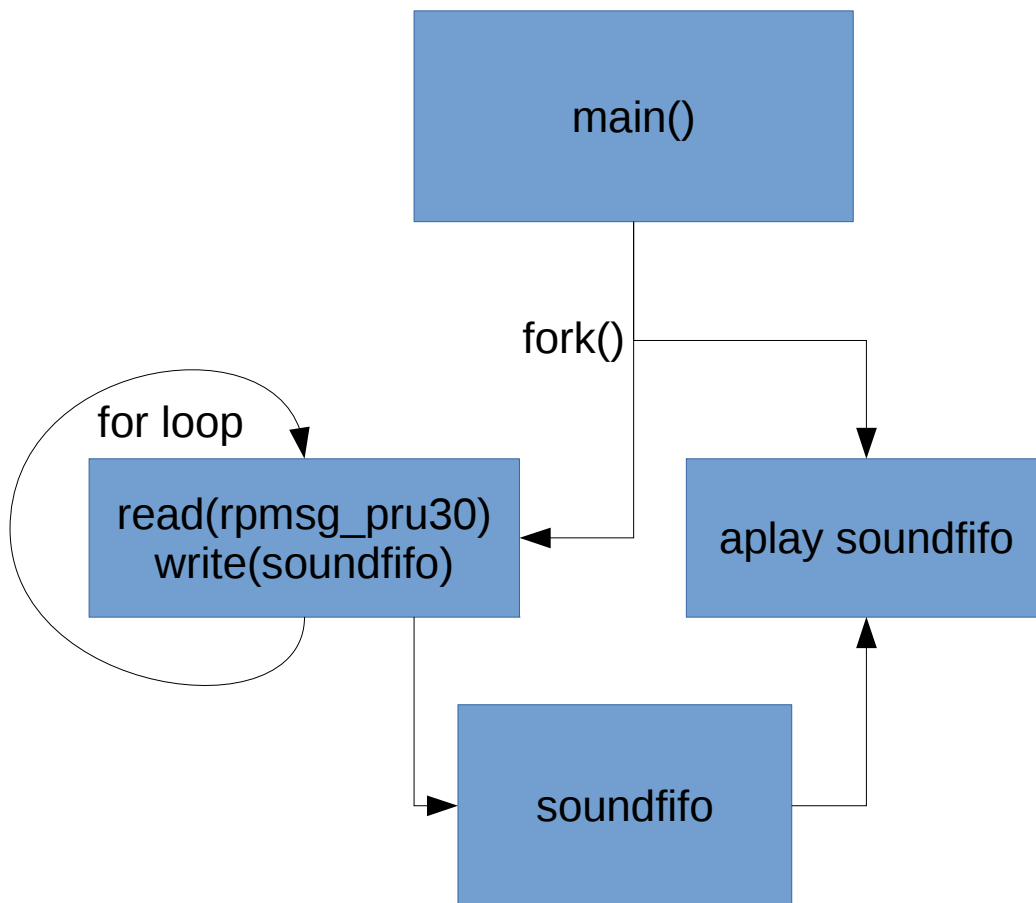 main()
fork()
for loop
read(rpmsg_pru30)
write(soundfifo)
aplay soundfifo
soundfifo